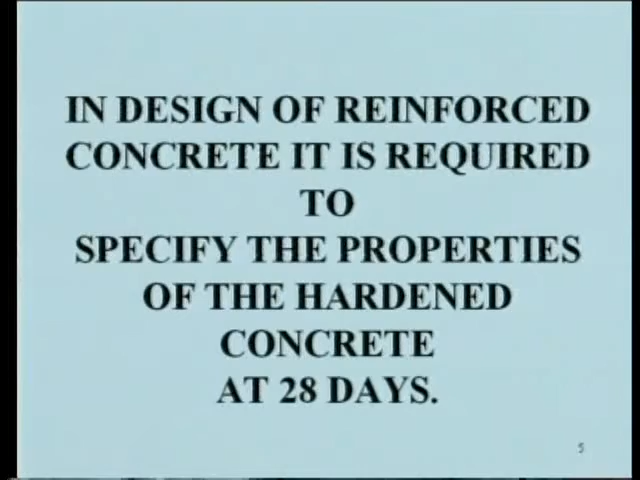 IN DESIGN OF REINFORCED
CONCRETE IT IS REQUIRED
TO
SPECIFY THE PROPERTIES
OF THE HARDENED
CONCRETE
AT 28 DAYS.
5